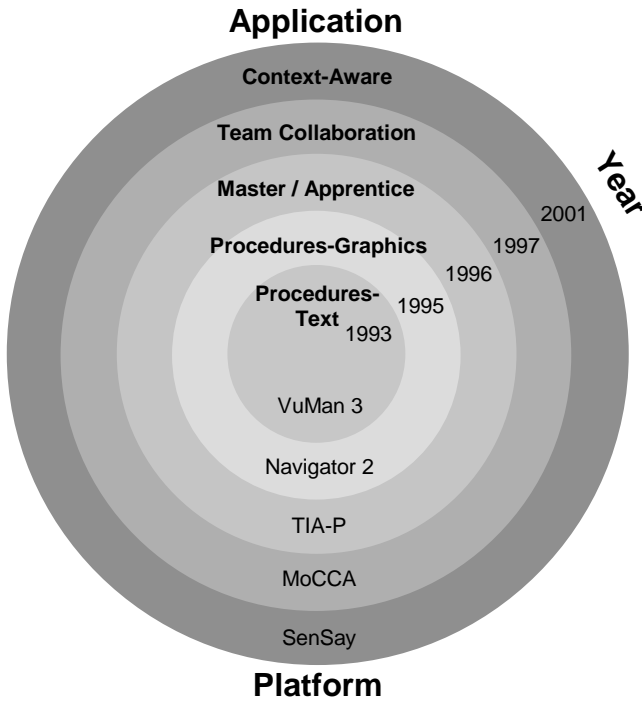 Application
Context-Aware
Team Collaboration
Year
Master / Apprentice
2001
Procedures-Graphics
1997
1996
Procedures-
Text
1995
1993
VuMan 3
Navigator 2
TIA-P
MoCCA
SenSay
Platform